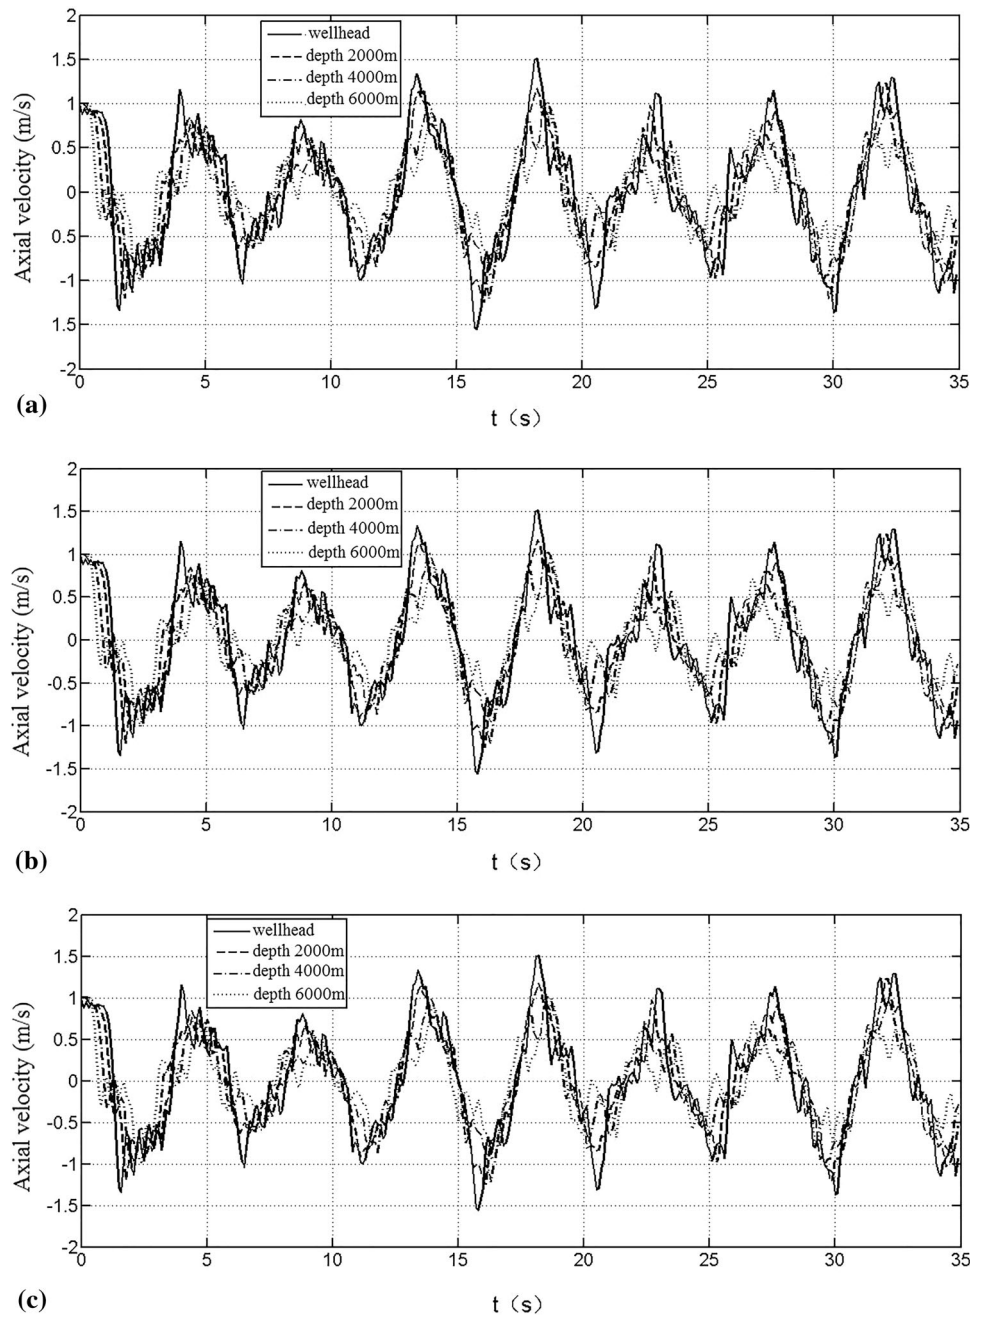 2
1.5
1
0.5
0
0.5
-1
1.5
-2
Axial velocity (m/s)
wellhead
depth 2000m
depth 4000m
depth 6000m
0 5 10 15 20 25 30 35
(a)
t（s）
2
1.5
1
0.5
0
-0.5
-1
-1.5
-2
Axial velocity (m/s)
wellhead
depth 2000m
depth 4000m
depth 6000m
0 5 10 15 20 25 30 35
(b)
t（s）
2
1.5
1
0.5
0
-0.5
-1
-1.5
-2
Axial velocity (m/s)
wellhead
depth 2000m
depth 4000m
depth 6000m
0 5 10 15 20 25 30 35
(c)
t（s）